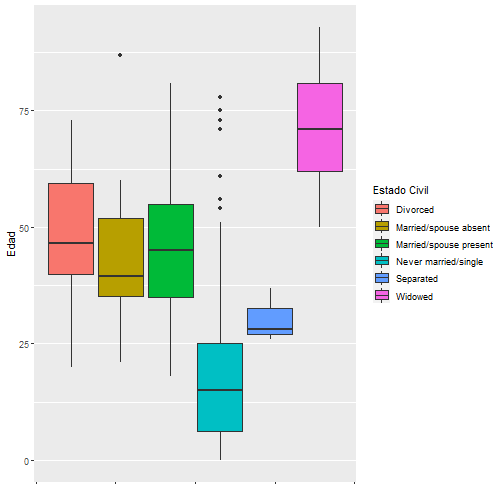 75
50
25
0
Edad
Estado Civil
Divorced
Married/spouse absent
Married/spouse present
Never married/single
Separated
Widowed